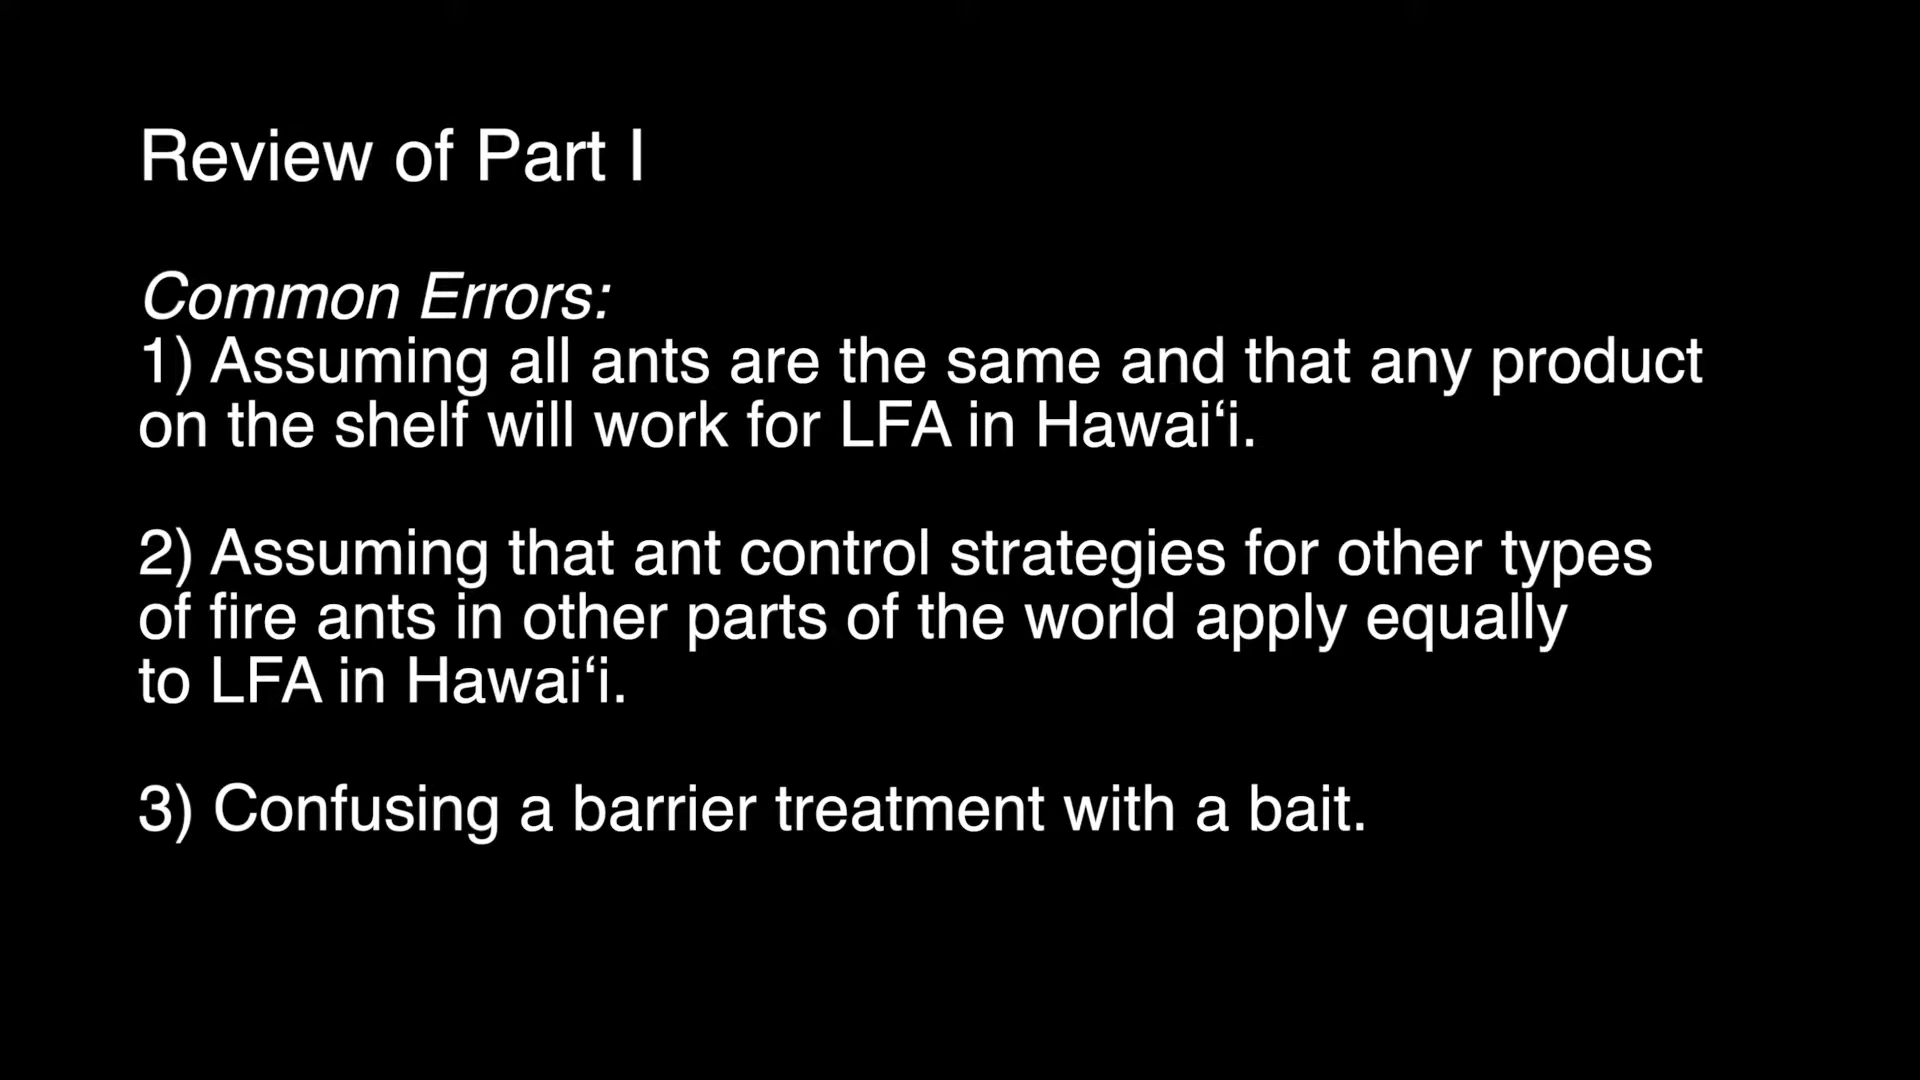 Review of Part I
Common Errors:
1) Assuming all ants are the same and that any product
on the shelf will work for LFA in Hawai‘i.
2) Assuming that ant control strategies for other types
of fire ants in other parts of the world apply equally
to LFA in Hawai‘i.
3) Confusing a barrier treatment with a bait.